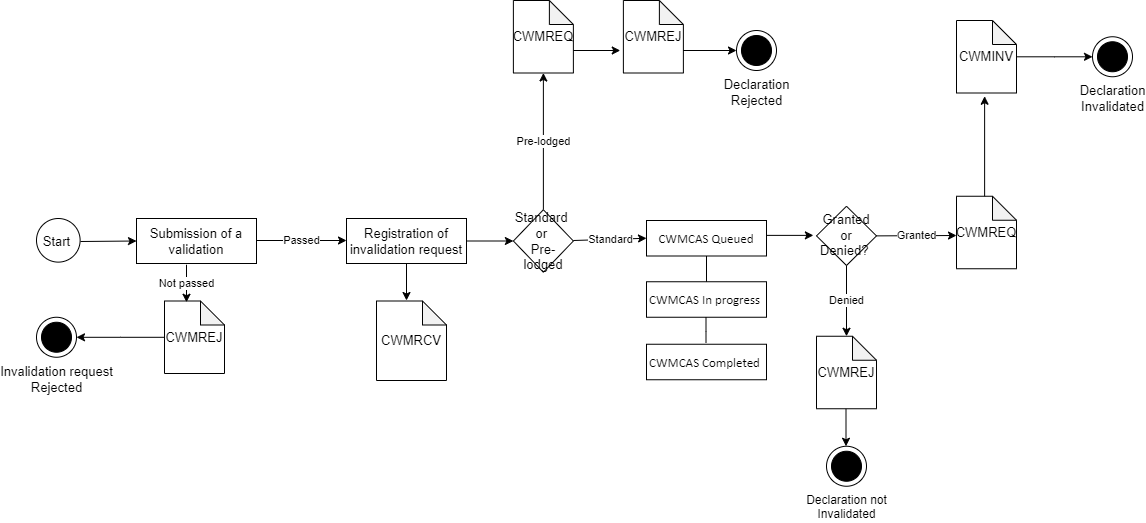 CWMREQ
CWMREJ
Declaration
Rejected
CWMINV
Declaration
Invalidated
Pre-lodged
Start
Submission of a
validation
Passed
Registration of
invalidation request
Standard
or
Pre-
lodged
Standard
CWMCAS Queued
Granted
or
Denied?
Granted
CWMREQ
Not passed
CWMREJ
Invalidation request
Rejected
CWMRCV
CWMCAS In progress
CWMCAS Completed
Denied
CWMREJ
Declaration not
Invalidated